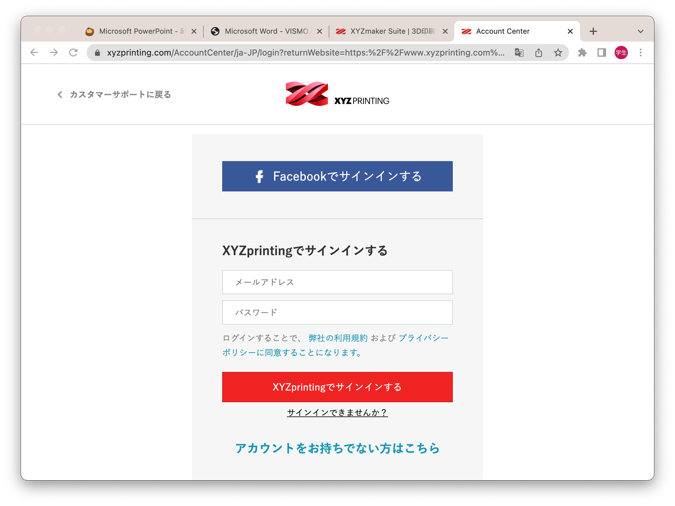 Microsoft PowerPoint - 
Microsoft Word - VISMO
XYZmaker Suite | 3D印刷
Account Center
xyzprinting.com/AccountCenter/ja-JP/login?returnWebsite=https:%2F%2Fwww.xyzprinting.com%...
学生
カスタマーサポートに戻る
XYZPRINTING
Facebookでサインインする
XYZprintingでサインインする
メールアドレス
パスワード
ログインすることで、 弊社の利用規約 および プライバシー
ポリシーに同意することになります。
XYZprintingでサインインする
サインインできませんか？
アカウントをお持ちでない方はこちら